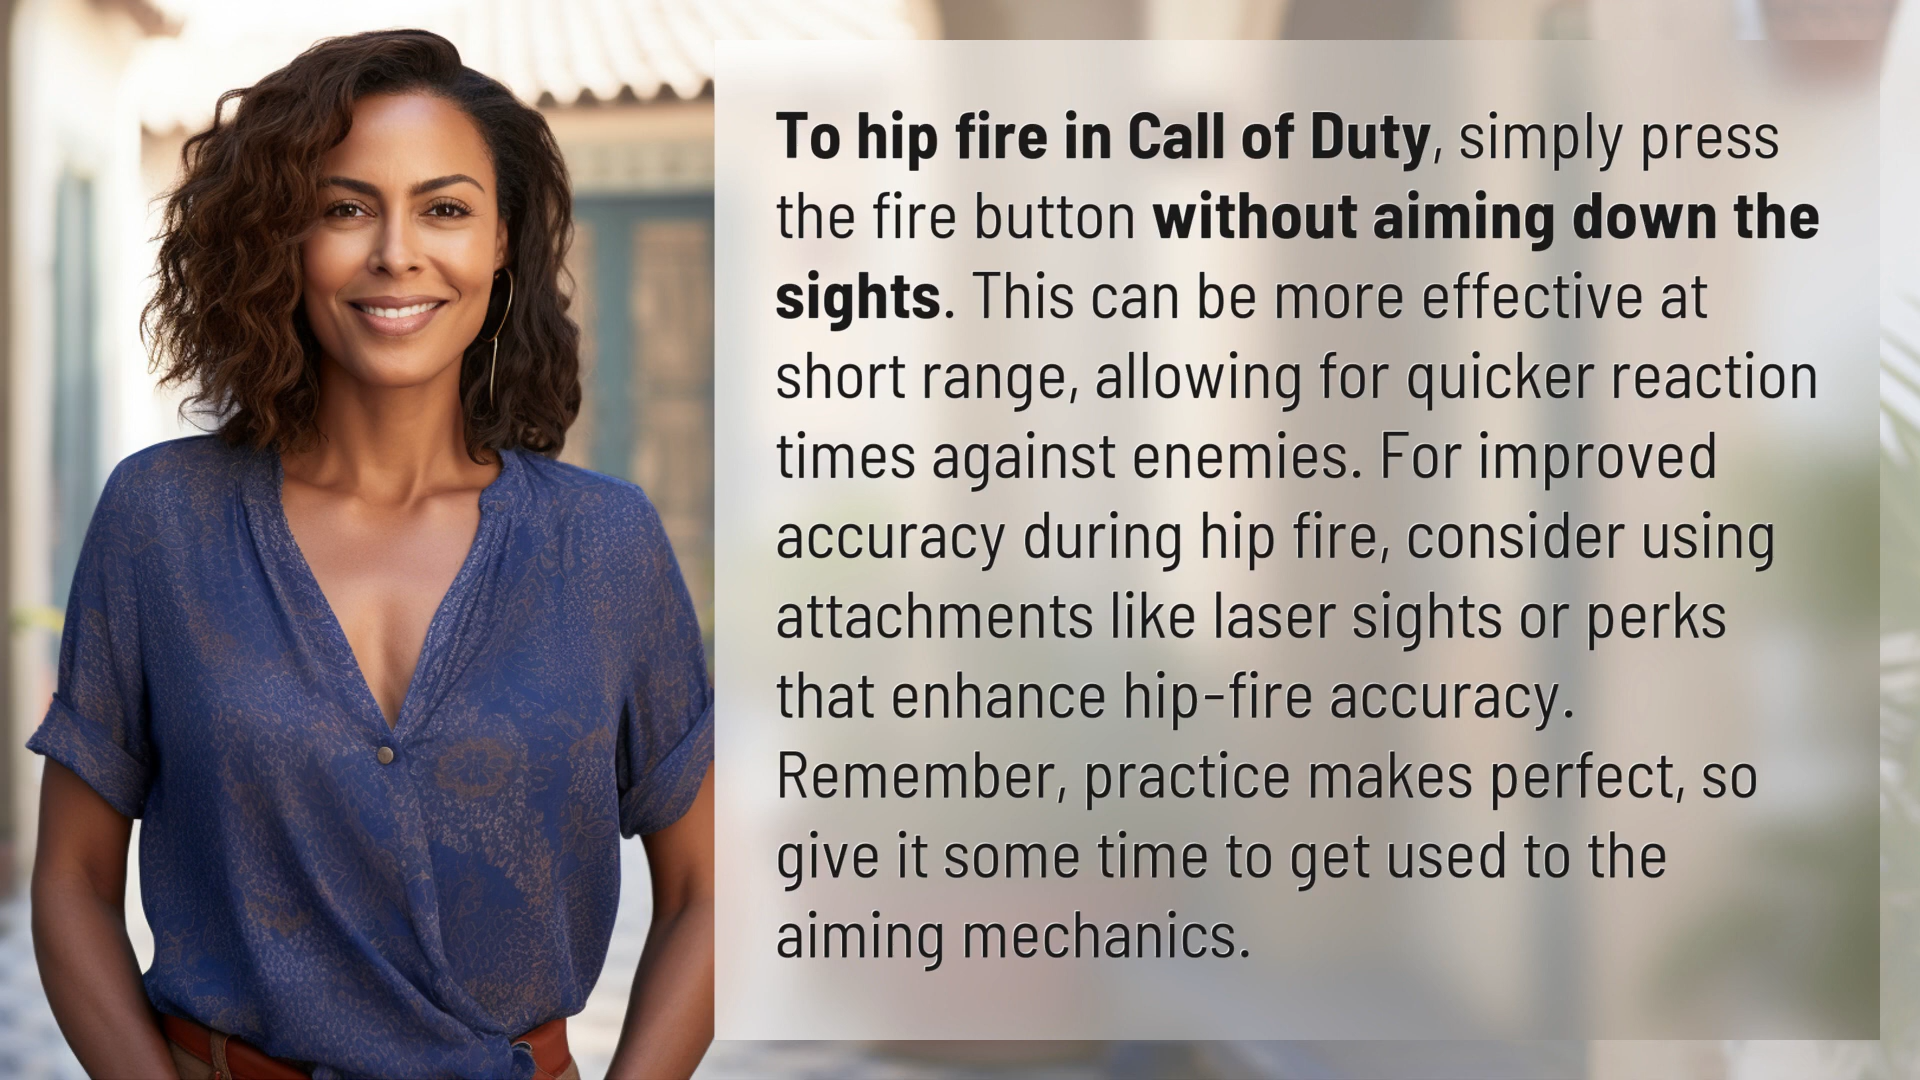 To hip fire in Call of Duty, simply press
the fire button without aiming down the
sights. This can be more effective at
short range, allowing for quicker reaction
times against enemies. For improved
accuracy during hip fire, consider using
attachments like laser sights or perks
that enhance hip-fire accuracy.
Remember, practice makes perfect, so
give it some time to get used to the
aiming mechanics.